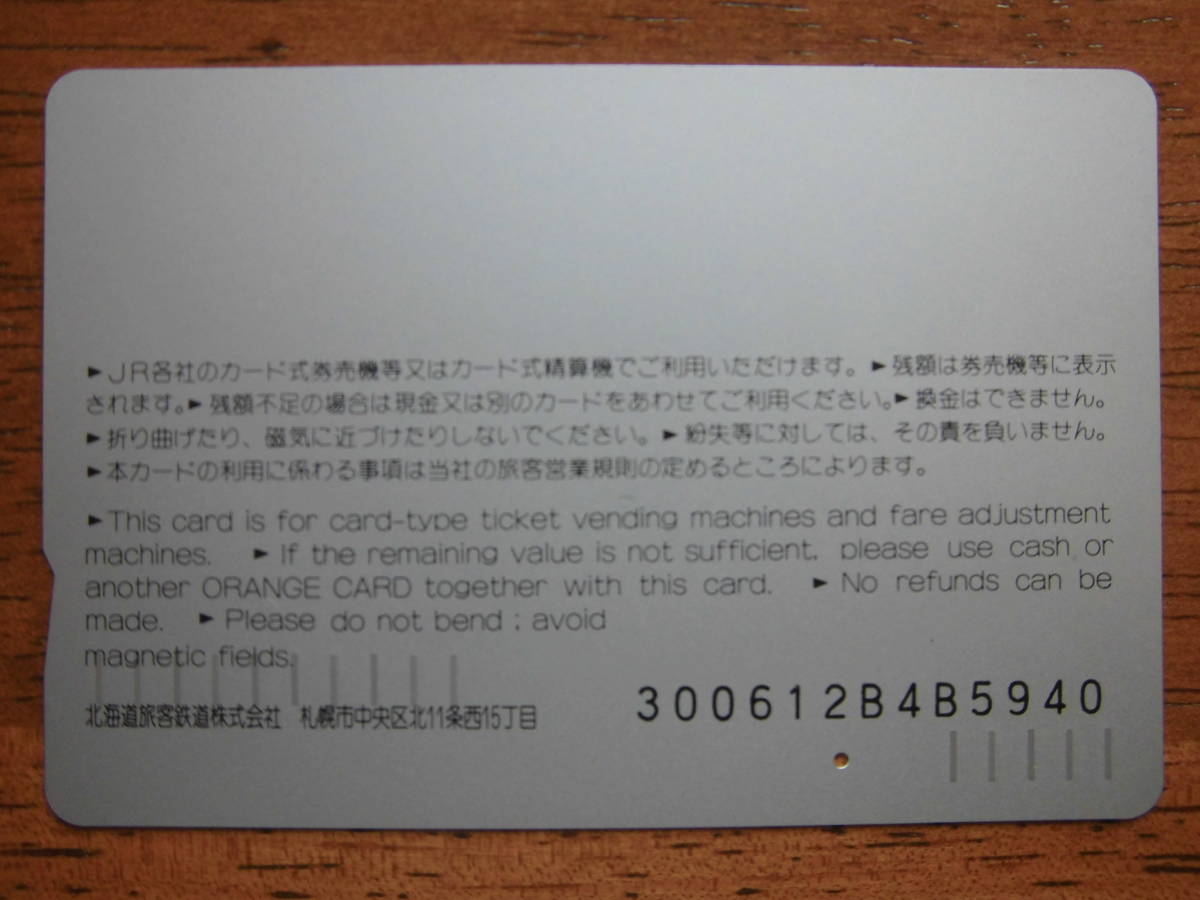 ►JR各社のカード式券売機等又はカード式精算機でご利用いただけます。►残額は券売機等に表示
されます。►残額不足の場合は現金又は別のカードをあわせてご利用ください。►換金はできません。
►折り曲げたり、磁気に近づけたりしないでください。►紛失等に対しては、その責を負いません。
►本カードの利用に係わる事項は当社の旅客営業規則の定めるところによります。
►This card is for card-type ticket vending machines and fare adjustment
machines. ►If the remaining value is not sufficient, please use cash or
another ORANGE CARD together with this card. ►No refunds can be
made. ►Please do not bend : avoid
magnetic fields.
北海道旅客鉄道株式会社 札幌市中央区北11条西15丁目
300612B4B5940